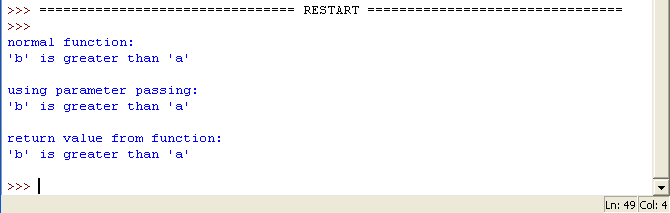 >>> ================================ RESTART ================================
>>>
normal function:
'b' is greater than 'a'
using parameter passing:
'b' is greater than 'a'
return value from function:
'b' is greater than 'a'
>>>
Ln: 49 Col: 4